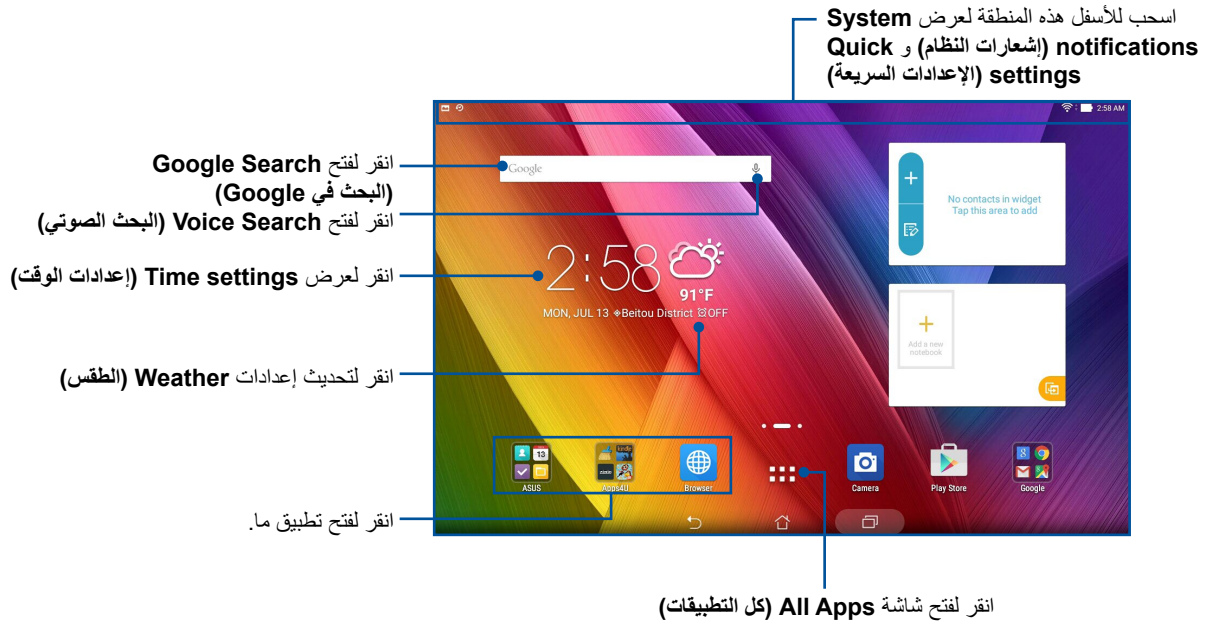 اسحب للأسفل هذه المنطقة لعرض System
notifications (إشعارات النظام) و Quick
settings (الإعدادات السريعة)
2:58 AM
انقر لفتح Google Search
(البحث في Google)
Google
انقر لفتح Voice Search (البحث الصوتي)
No contacts in widget
Tap this area to add
انقر لعرض Time settings (إعدادات الوقت)
2:58
91°F
MON, JUL 13 Beitou District OFF
Add a new
notebook
انقر لتحديث إعدادات Weather (الطقس)
13
kindle
zinio
8
ASUS
Apps4U
Browser
Camera
Play Store
Google
انقر لفتح تطبيق ما.
انقر لفتح شاشة All Apps (كل التطبيقات)